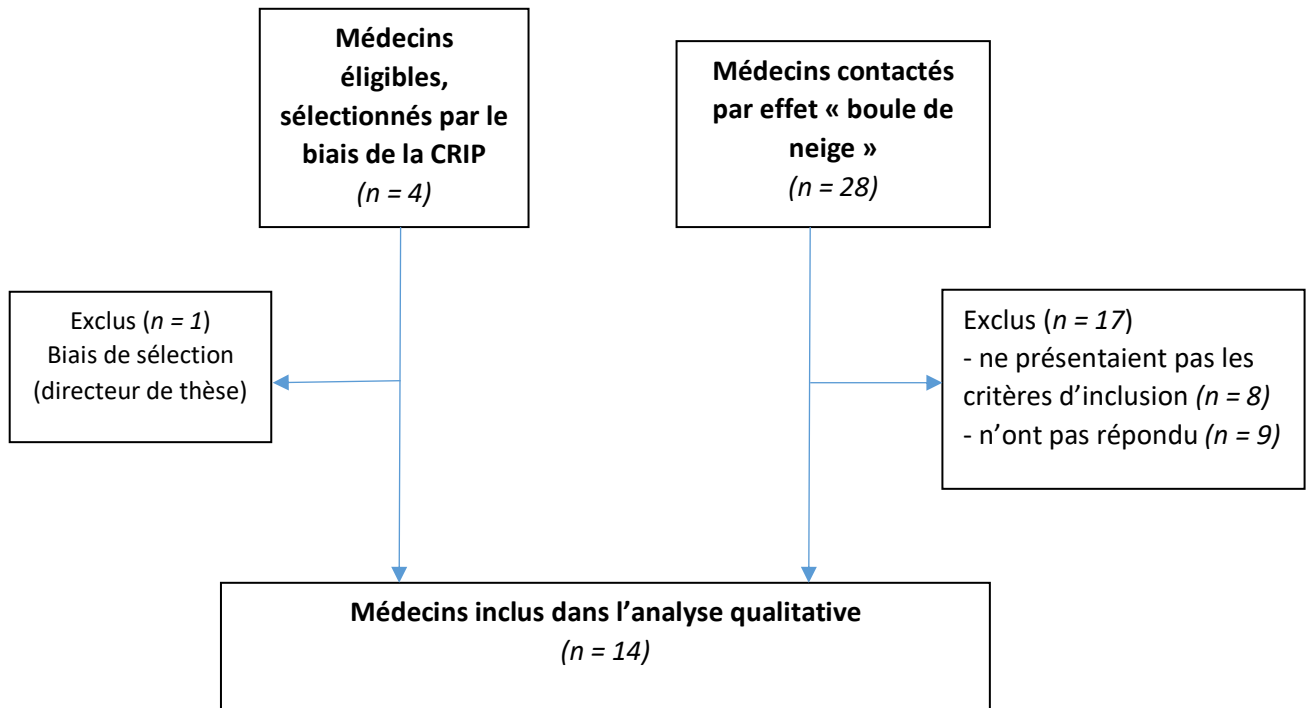 Médecins
éligibles,
sélectionnés par le
biais de la CRIP
(n = 4)
Médecins contactés
par effet « boule de
neige »
(n = 28)
Exclus (n = 1)
Biais de sélection
(directeur de thèse)
Exclus (n = 17)
- ne présentaient pas les
critères d’inclusion (n = 8)
- n’ont pas répondu (n = 9)
Médecins inclus dans l’analyse qualitative
(n = 14)